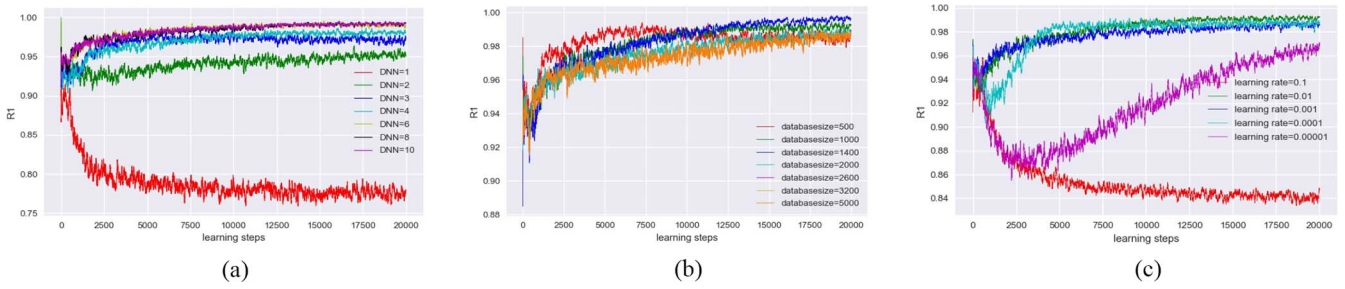 1.00
0.95
0.90
0.85
0.80
0.75
R1
0 2500 5000 7500 10000 12500 15000 17500 20000
learning steps
DNN=1
DNN=2
DNN=3
DNN=4
DNN=6
DNN=8
DNN=10
(a)
0.98
0.96
0.94
0.92
0.90
0.88
R1
0 2500 5000 7500 10000 12500 15000 17500 20000
learning steps
databasesize=500
databasesize=1000
databasesize=1400
databasesize=2000
databasesize=2600
databasesize=3200
databasesize=5000
(b)
1.00
0.98
0.96
0.94
0.92
0.90
0.88
0.86
0.84
R1
0 2500 5000 7500 10000 12500 15000 17500 20000
learning steps
learning rate=0.1
learning rate=0.01
learning rate=0.001
learning rate=0.0001
learning rate=0.00001
(c)